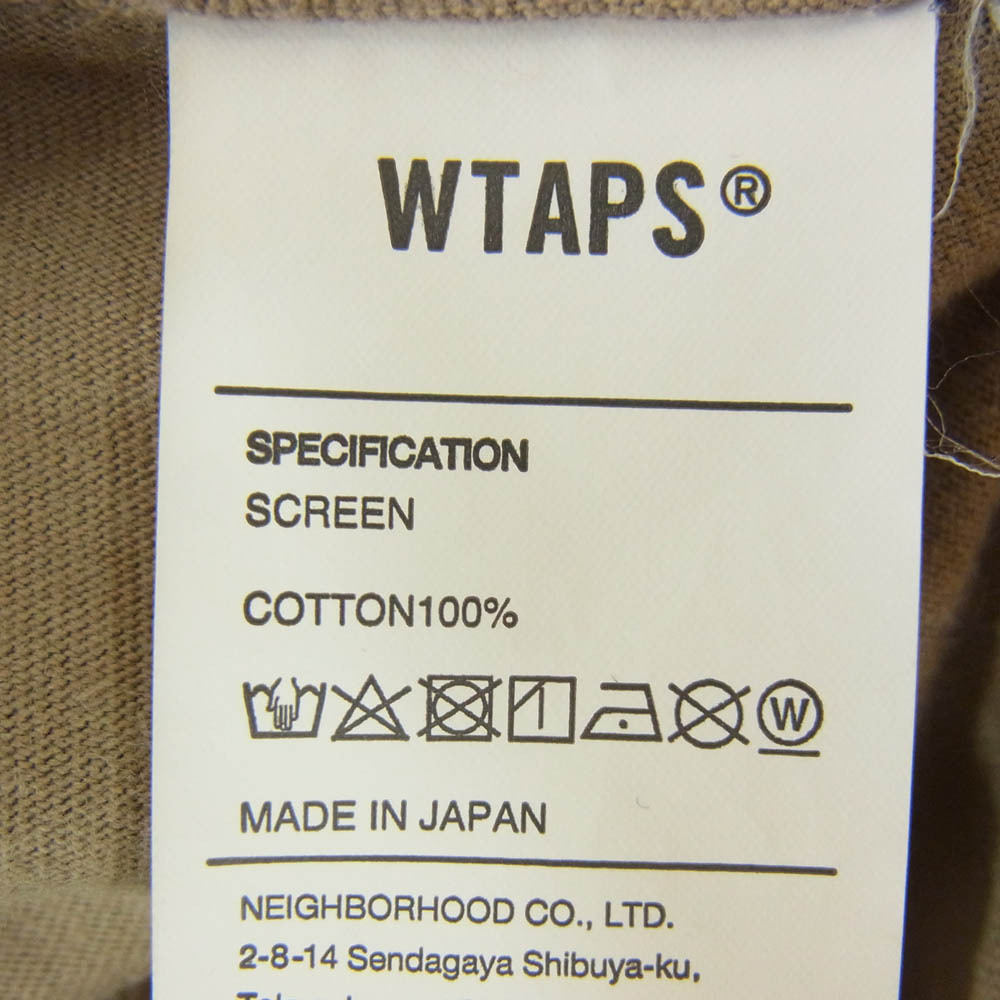 WTAPS®
SPECIFICATION
SCREEN
COTTON100%
W
MADE IN JAPAN
NEIGHBORHOOD CO., LTD.
2-8-14 Sendagaya Shibuya-ku,